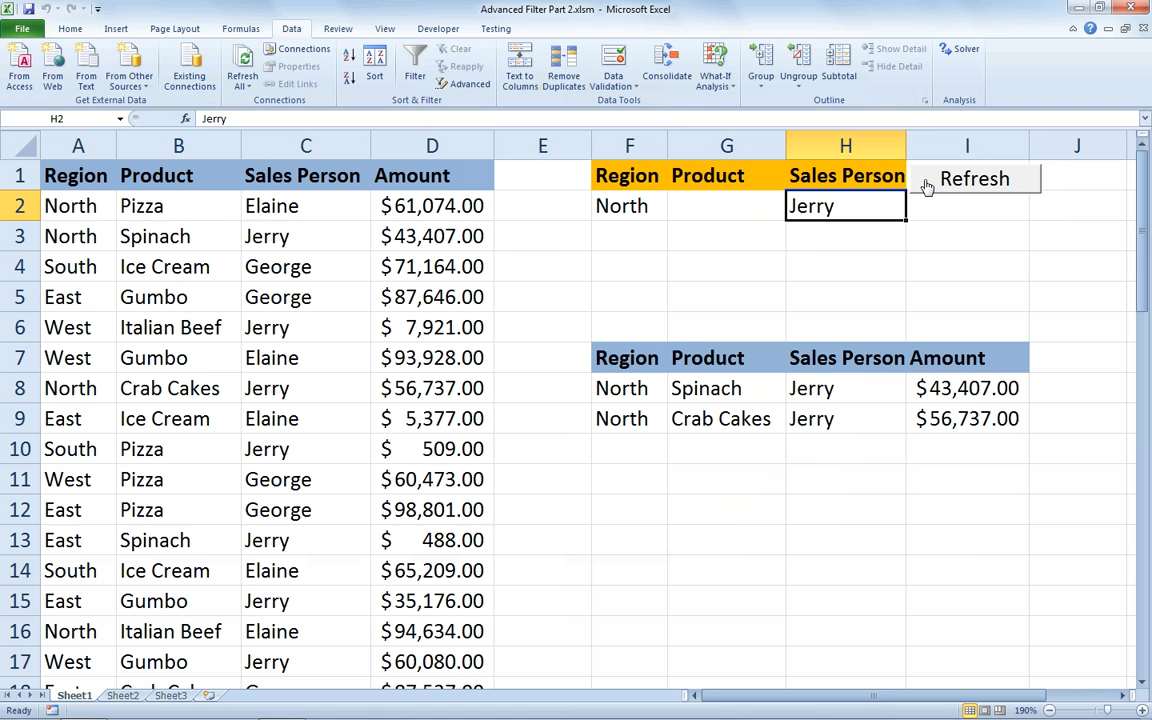 Advanced Filter Part 2.xlsm - Microsoft Excel
File Home Insert Page Layout Formulas Data Review View Developer Testing
From Access
From Web
From Text
From Other Sources
Existing Connections
Refresh All
Connections
Properties
Edit Links
Sort
Filter
Clear
Reapply
Advanced
Text to Columns
Remove Duplicates
Data Validation
Consolidate
What-If Analysis
Group
Ungroup
Subtotal
Show Detail
Hide Detail
Solver
Get External Data Connections Sort & Filter Data Tools Outline Analysis
H2 fx Jerry
A B C D E F G H I J
1 Region Product Sales Person Amount Region Product Sales Person Refresh
2 North Pizza Elaine $61,074.00 North Jerry
3 North Spinach Jerry $43,407.00
4 South Ice Cream George $71,164.00
5 East Gumbo George $87,646.00
6 West Italian Beef Jerry $ 7,921.00
7 West Gumbo Elaine $93,928.00 Region Product Sales Person Amount
8 North Crab Cakes Jerry $56,737.00 North Spinach Jerry $43,407.00
9 East Ice Cream Elaine $ 5,377.00 North Crab Cakes Jerry $56,737.00
10 South Pizza Jerry $ 509.00
11 West Pizza George $60,473.00
12 East Pizza George $98,801.00
13 East Spinach Jerry $ 488.00
14 South Ice Cream Elaine $65,209.00
15 East Gumbo Jerry $35,176.00
16 North Italian Beef Elaine $94,634.00
17 West Gumbo Jerry $60,080.00
Sheet1 Sheet2 Sheet3
Ready 190%